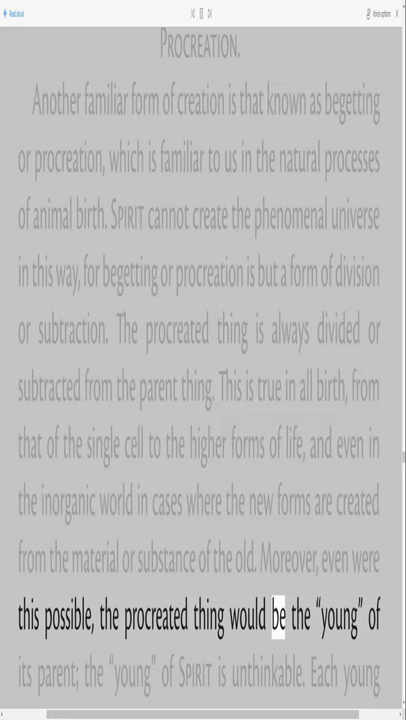 Read aloud
Voice options
PROCREATION.
Another familiar form of creation is that known as begetting
or procreation, which is familiar to us in the natural processes
of animal birth. SPIRIT cannot create the phenomenal universe
in this way, for begetting or procreation is but a form of division
or subtraction. The procreated thing is always divided or
subtracted from the parent thing. This is true in all birth, from
that of the single cell to the higher forms of life, and even in
the inorganic world in cases where the new forms are created
from the material or substance of the old. Moreover, even were
this possible, the procreated thing would be the “young” of
its parent; the “young” of SPIRIT is unthinkable. Each young